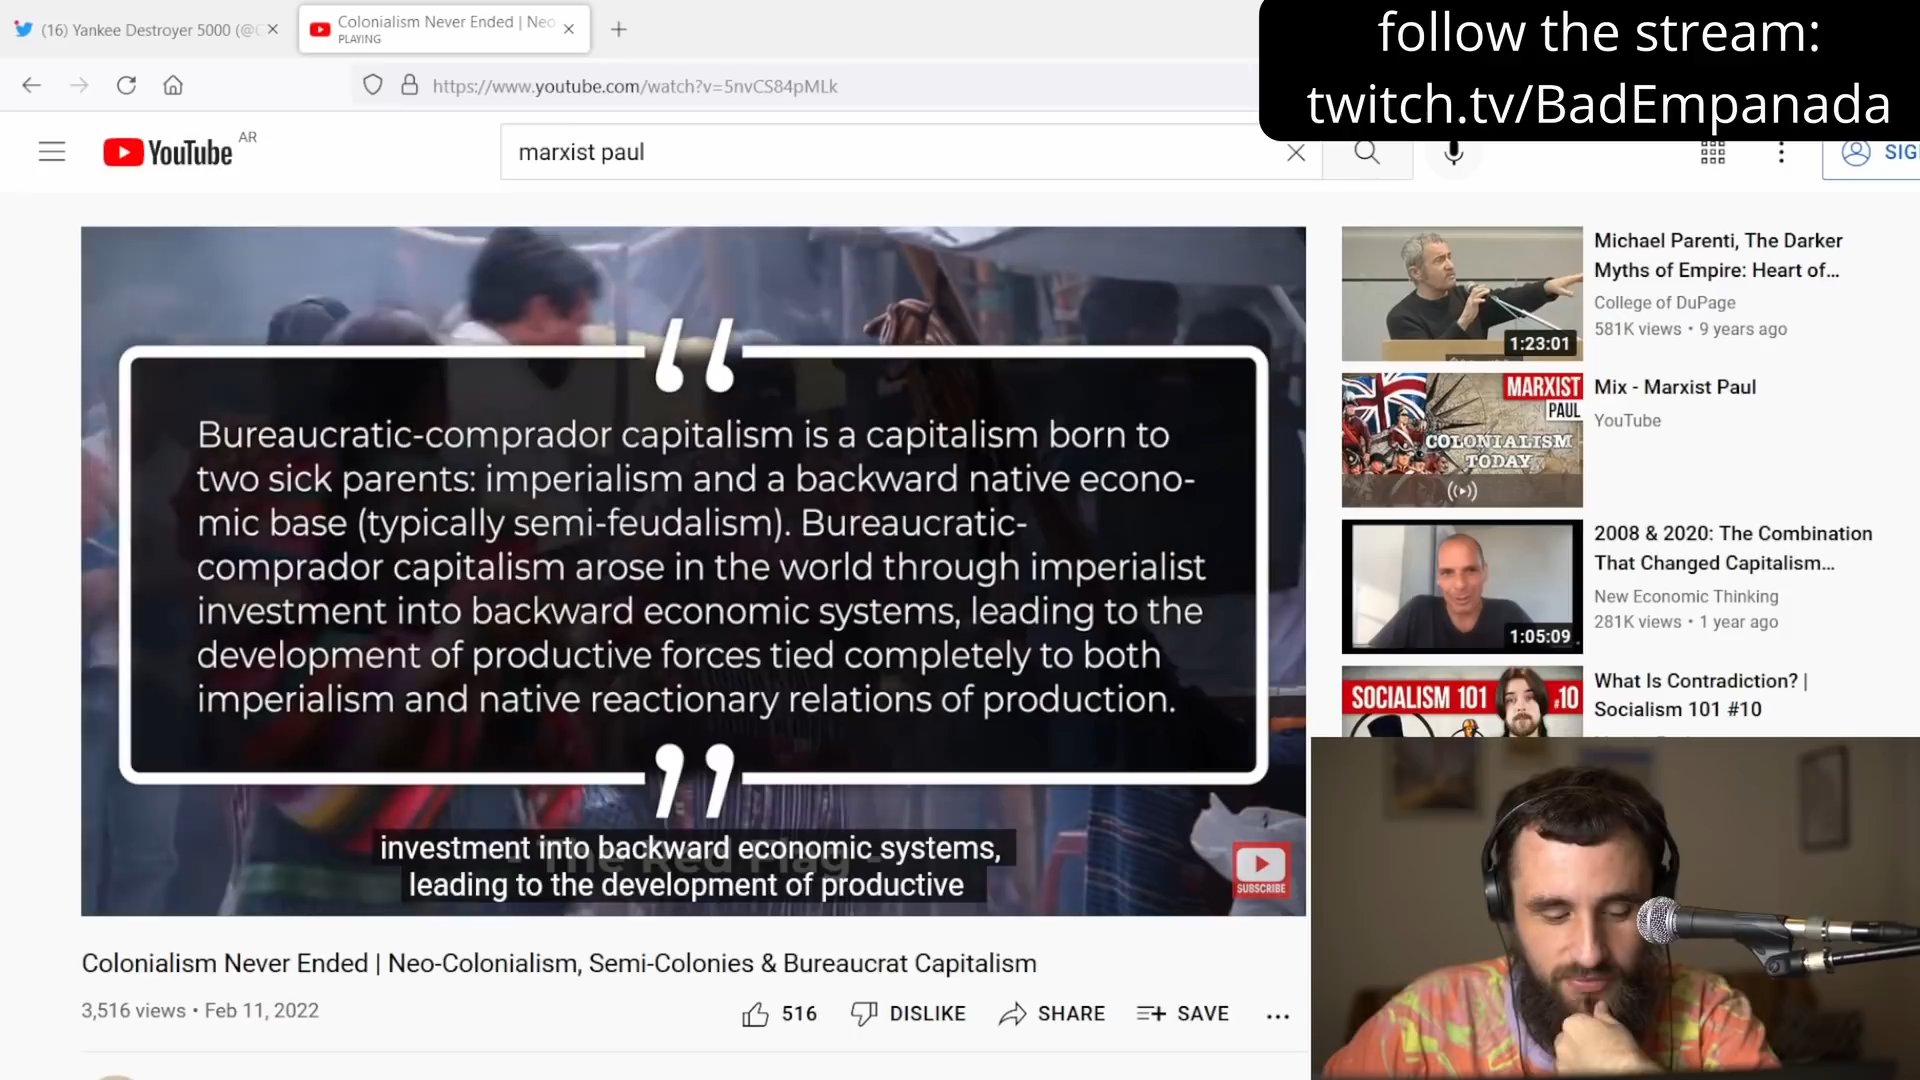 (16) Yankee Destroyer 5000 (@
Colonialism Never Ended | Neo
PLAYING
follow the stream:
twitch.tv/BadEmpanada
https://www.youtube.com/watch?v=5nvCS84pMLk
YouTube AR
marxist paul
SIG
“
Bureaucratic-comprador capitalism is a capitalism born to
two sick parents: imperialism and a backward native econo-
mic base (typically semi-feudalism). Bureaucratic-
comprador capitalism arose in the world through imperialist
investment into backward economic systems, leading to the
development of productive forces tied completely to both
imperialism and native reactionary relations of production.
”
- The Red Flag -
investment into backward economic systems,
leading to the development of productive
SUBSCRIBE
Colonialism Never Ended | Neo-Colonialism, Semi-Colonies & Bureaucrat Capitalism
3,516 views • Feb 11, 2022
516
DISLIKE
SHARE
SAVE
1:23:01
Michael Parenti, The Darker
Myths of Empire: Heart of...
College of DuPage
581K views • 9 years ago
MARXIST
PAUL
COLONIALISM
TODAY
Mix - Marxist Paul
YouTube
1:05:09
2008 & 2020: The Combination
That Changed Capitalism...
New Economic Thinking
281K views • 1 year ago
SOCIALISM 101 #10
What Is Contradiction? |
Socialism 101 #10